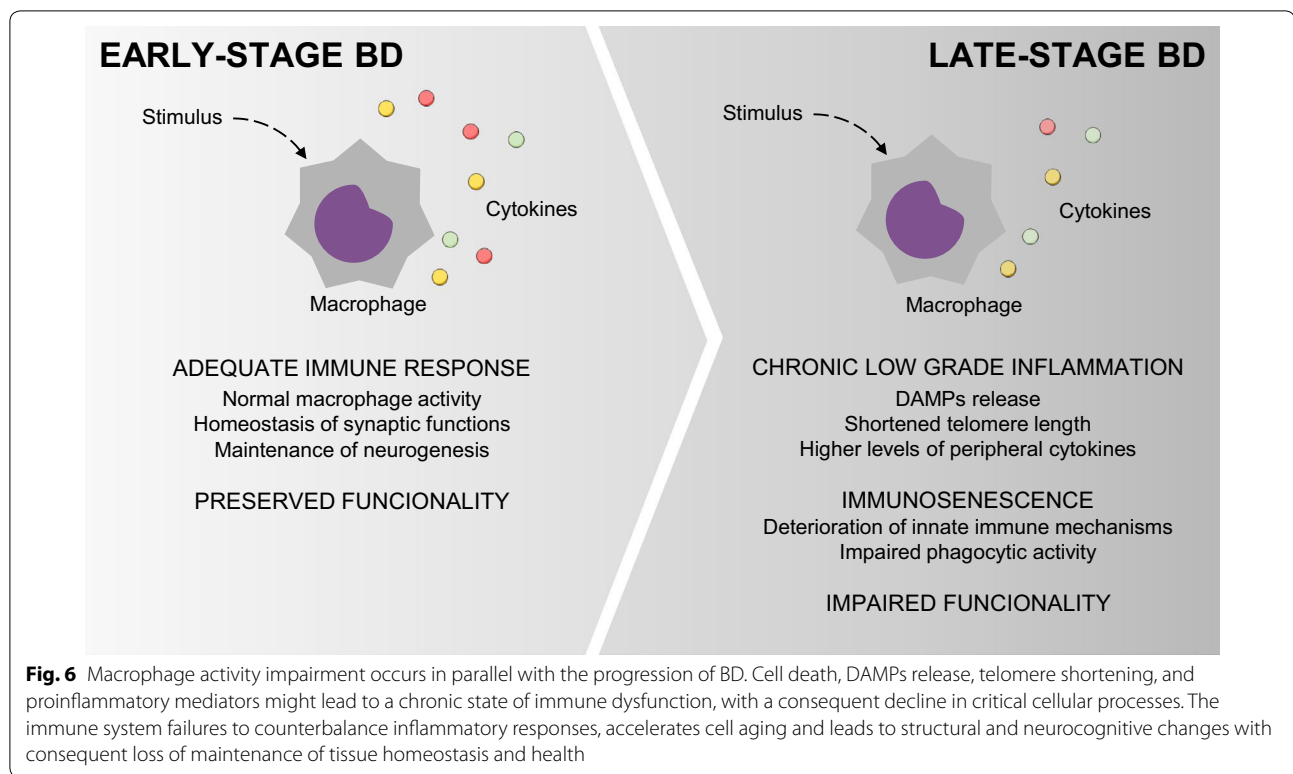 EARLY-STAGE BD
Stimulus
Cytokines
Macrophage
ADEQUATE IMMUNE RESPONSE
Normal macrophage activity
Homeostasis of synaptic functions
Maintenance of neurogenesis
PRESERVED FUNCIONALITY
LATE-STAGE BD
Stimulus
Cytokines
Macrophage
CHRONIC LOW GRADE INFLAMMATION
DAMPs release
Shortened telomere length
Higher levels of peripheral cytokines
IMMUNOSENESCENCE
Deterioration of innate immune mechanisms
Impaired phagocytic activity
IMPAIRED FUNCIONALITY
Fig. 6 Macrophage activity impairment occurs in parallel with the progression of BD. Cell death, DAMPs release, telomere shortening, and
proinflammatory mediators might lead to a chronic state of immune dysfunction, with a consequent decline in critical cellular processes. The
immune system failures to counterbalance inflammatory responses, accelerates cell aging and leads to structural and neurocognitive changes with
consequent loss of maintenance of tissue homeostasis and health